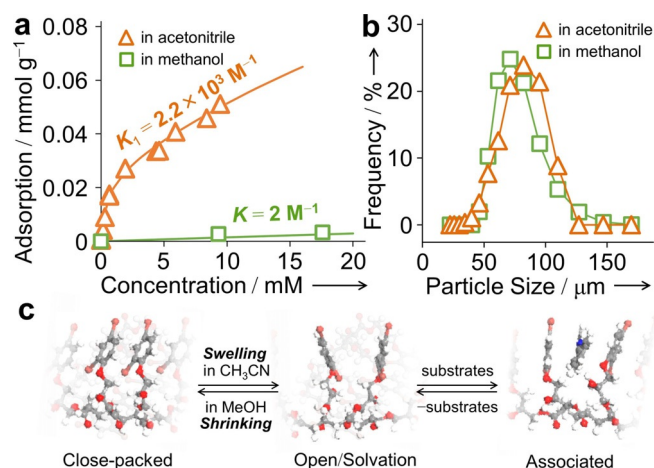 a
in acetonitrile
in methanol
0.08
0.06
0.04
0.02
0
Adsorption / mmol g⁻¹
K₁ = 2.2 × 10³ M⁻¹
K = 2 M⁻¹
0 5 10 15 20
Concentration / mM
b
in acetonitrile
in methanol
30
20
10
0
Frequency / %
0 50 100 150
Particle Size / μm
c
Swelling
in CH₃CN
in MeOH
Shrinking
substrates
−substrates
Close-packed
Open/Solvation
Associated